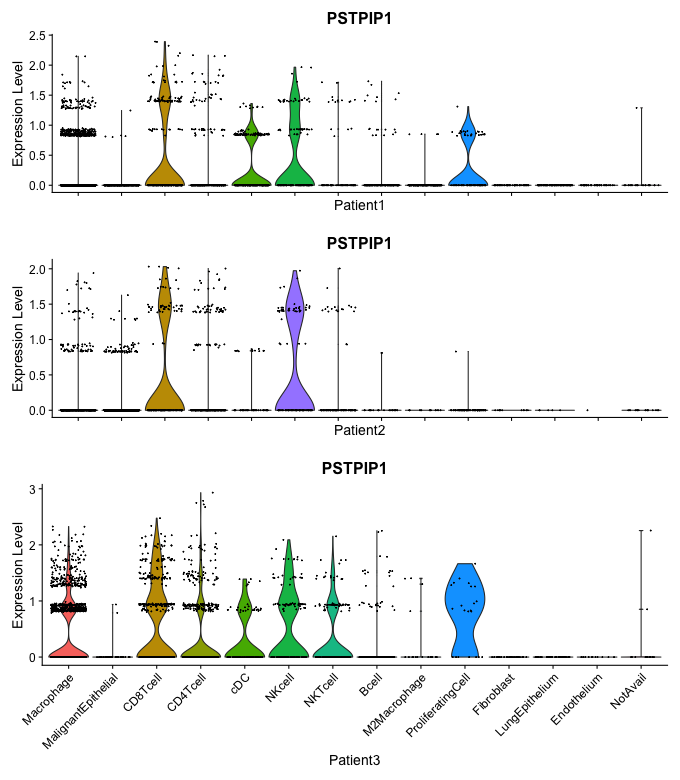 PSTPIP1
Expression Level
2.5
2.0
1.5
1.0
0.5
0.0
Patient1
PSTPIP1
Expression Level
2.0
1.5
1.0
0.5
0.0
Patient2
PSTPIP1
Expression Level
3
2
1
0
Macrophage
MalignantEpithelial
CD8Tcell
CD4Tcell
cDC
NKcell
NKTcell
Bcell
M2Macrophage
ProliferatingCell
Fibroblast
LungEpithelium
Endothelium
NotAvail
Patient3